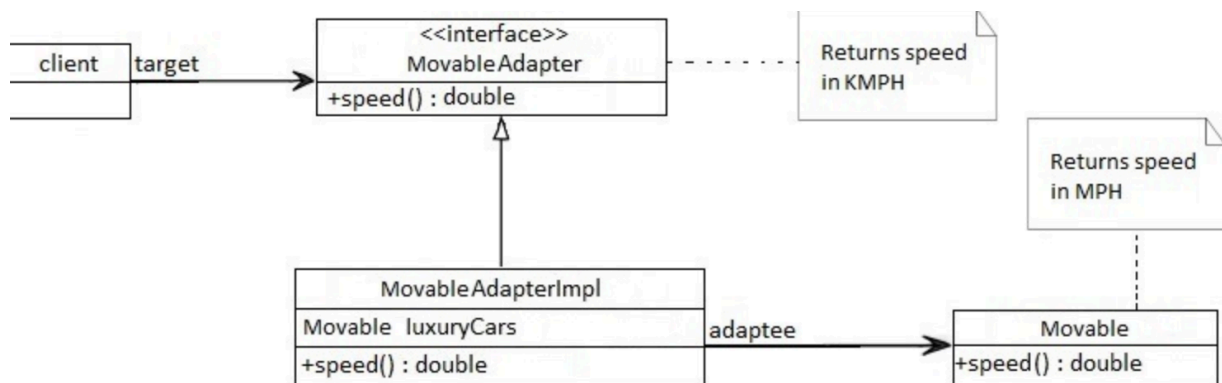 <<interface>>
MovableAdapter
+speed() : double
client
target
Returns speed
in KMPH
Returns speed
in MPH
MovableAdapterImpl
Movable luxuryCars
+speed() : double
adaptee
Movable
+speed() : double